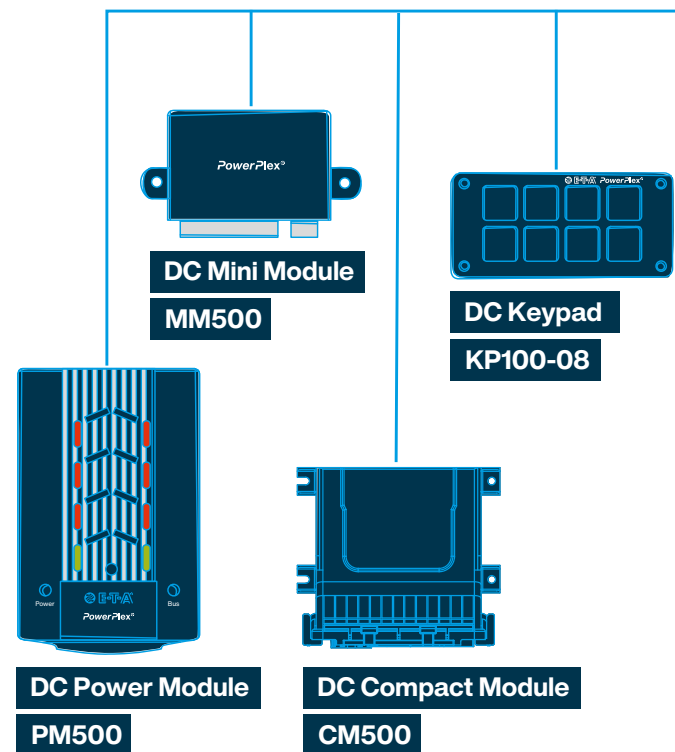 PowerPlex®
E-T-A® PowerPlex®
DC Mini Module
MM500
DC Keypad
KP100-08
Power
E-T-A®
Bus
PowerPlex®
DC Power Module
PM500
DC Compact Module
CM500